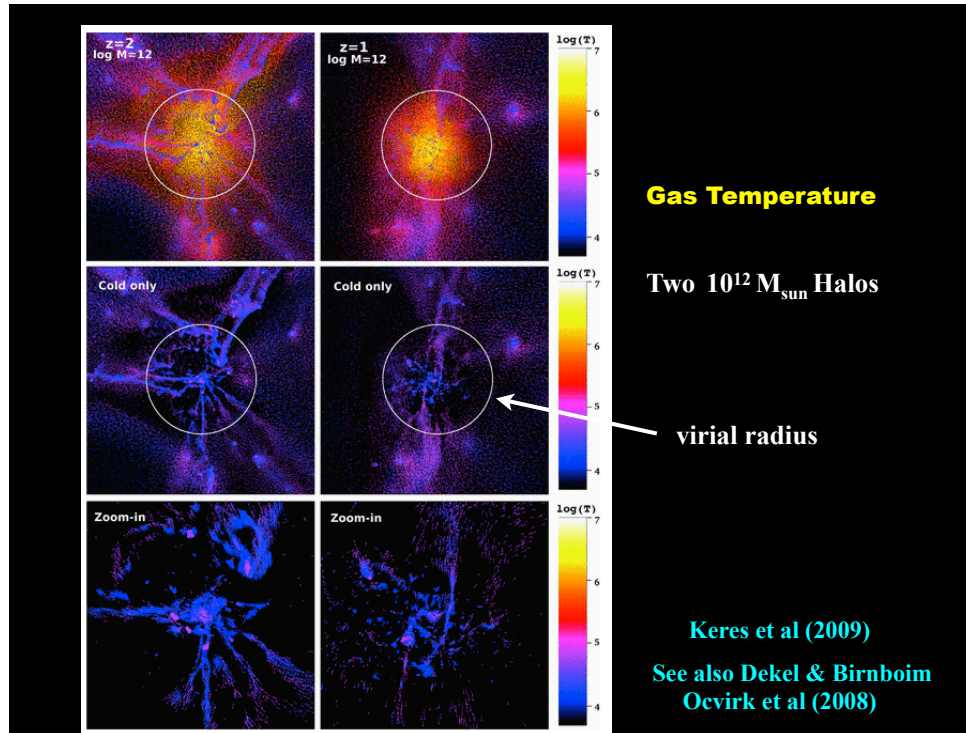 z=2
log M=12
z=1
log M=12
log(T)
7
6
5
4
Cold only
Cold only
log(T)
7
6
5
4
Zoom-in
Zoom-in
log(T)
7
6
5
4
Gas Temperature
Two 10¹² M_sun Halos
virial radius
Keres et al (2009)
See also Dekel & Birnboim
Ocvirk et al (2008)